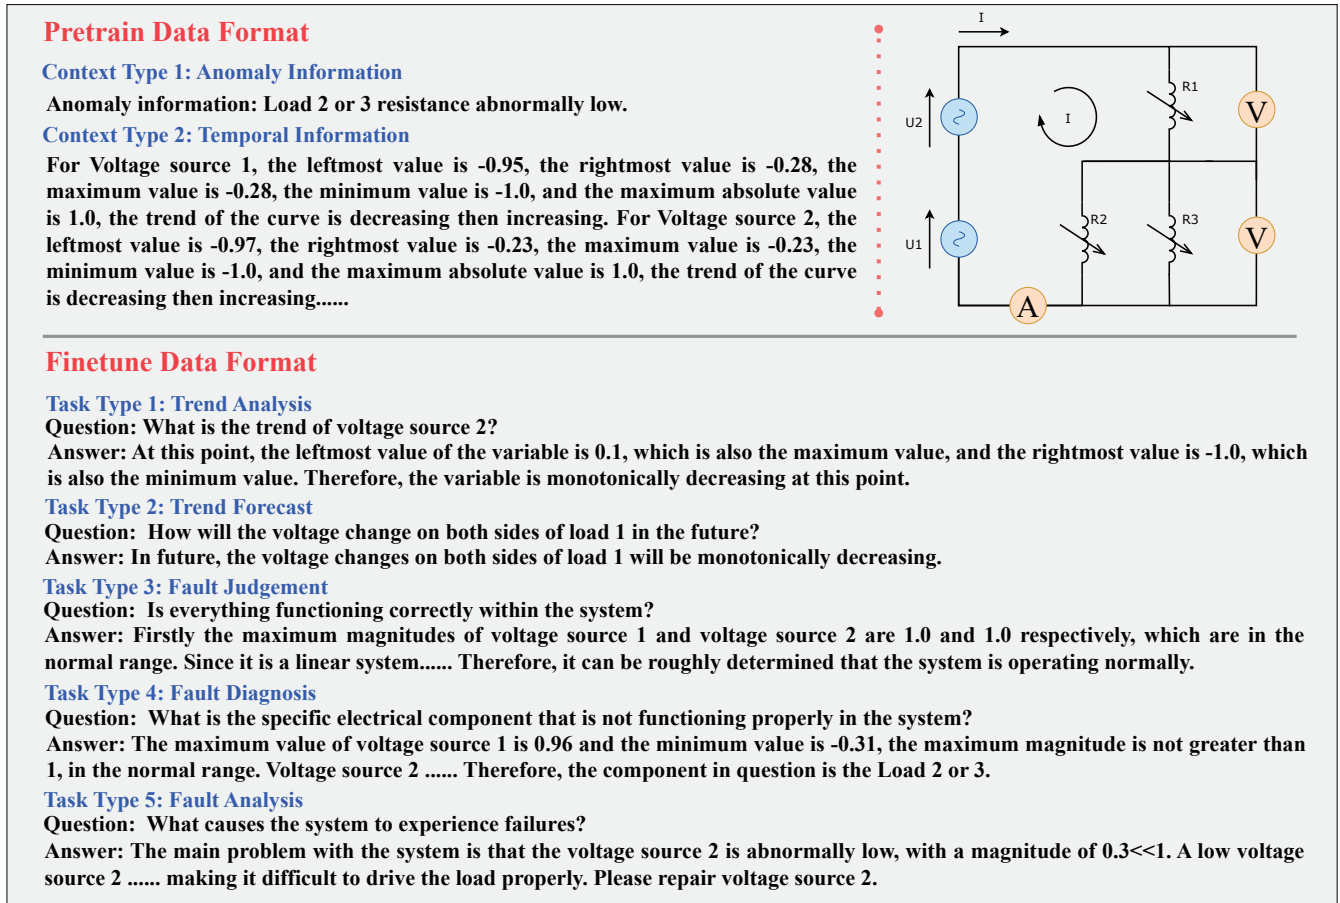 Pretrain Data Format
Context Type 1: Anomaly Information
Anomaly information: Load 2 or 3 resistance abnormally low.
Context Type 2: Temporal Information
For Voltage source 1, the leftmost value is -0.95, the rightmost value is -0.28, the
maximum value is -0.28, the minimum value is -1.0, and the maximum absolute value
is 1.0, the trend of the curve is decreasing then increasing. For Voltage source 2, the
leftmost value is -0.97, the rightmost value is -0.23, the maximum value is -0.23, the
minimum value is -1.0, and the maximum absolute value is 1.0, the trend of the curve
is decreasing then increasing......
I
R1
V
U2
I
R2
R3
V
U1
A
Finetune Data Format
Task Type 1: Trend Analysis
Question: What is the trend of voltage source 2?
Answer: At this point, the leftmost value of the variable is 0.1, which is also the maximum value, and the rightmost value is -1.0, which
is also the minimum value. Therefore, the variable is monotonically decreasing at this point.
Task Type 2: Trend Forecast
Question: How will the voltage change on both sides of load 1 in the future?
Answer: In future, the voltage changes on both sides of load 1 will be monotonically decreasing.
Task Type 3: Fault Judgement
Question: Is everything functioning correctly within the system?
Answer: Firstly the maximum magnitudes of voltage source 1 and voltage source 2 are 1.0 and 1.0 respectively, which are in the
normal range. Since it is a linear system...... Therefore, it can be roughly determined that the system is operating normally.
Task Type 4: Fault Diagnosis
Question: What is the specific electrical component that is not functioning properly in the system?
Answer: The maximum value of voltage source 1 is 0.96 and the minimum value is -0.31, the maximum magnitude is not greater than
1, in the normal range. Voltage source 2 ...... Therefore, the component in question is the Load 2 or 3.
Task Type 5: Fault Analysis
Question: What causes the system to experience failures?
Answer: The main problem with the system is that the voltage source 2 is abnormally low, with a magnitude of 0.3<<1. A low voltage
source 2 ...... making it difficult to drive the load properly. Please repair voltage source 2.